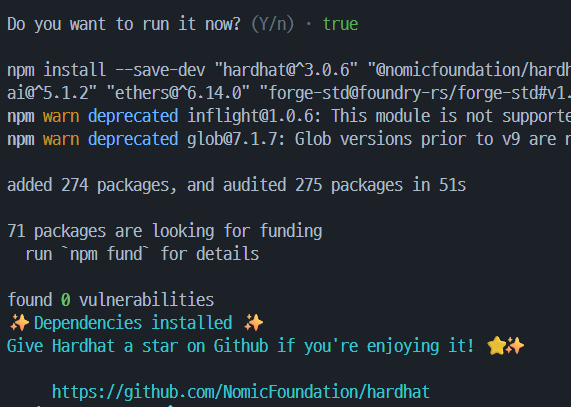 Do you want to run it now? (Y/n) · true
npm install --save-dev "hardhat@^3.0.6" "@nomicfoundation/hardh
ai@^5.1.2" "ethers@^6.14.0" "forge-std@foundry-rs/forge-std#v1.
npm warn deprecated inflight@1.0.6: This module is not supporte
npm warn deprecated glob@7.1.7: Glob versions prior to v9 are n
added 274 packages, and audited 275 packages in 51s
71 packages are looking for funding
run `npm fund` for details
found 0 vulnerabilities
✨Dependencies installed ✨
Give Hardhat a star on Github if you're enjoying it! ⭐✨
https://github.com/NomicFoundation/hardhat